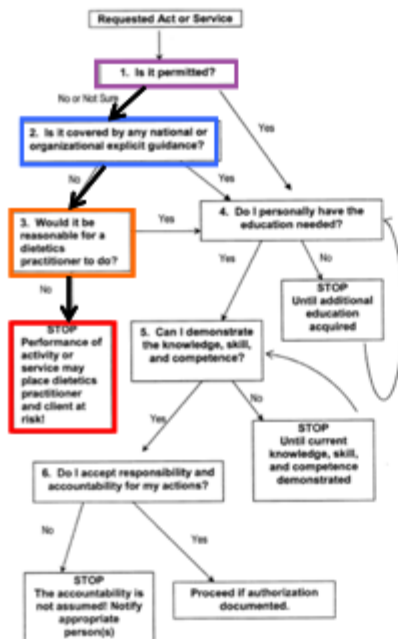 Requested Act or Service
1. Is it permitted?
No or Not Sure
Yes
2. Is it covered by any national or
organizational explicit guidance?
No
Yes
3. Would it be
reasonable for a
dietetics
practitioner to do?
Yes
4. Do I personally have the
education needed?
No
Yes
No
STOP
Performance of
activity or
service may
place dietetics
practitioner
and client at
risk!
STOP
Until additional
education
acquired
5. Can I demonstrate
the knowledge, skill,
and competence?
Yes
No
STOP
Until current
knowledge, skill,
and competence
demonstrated
6. Do I accept responsibility and
accountability for my actions?
No
Yes
STOP
The accountability
is not assumed! Notify
appropriate
person(s)
Proceed if authorization
documented.